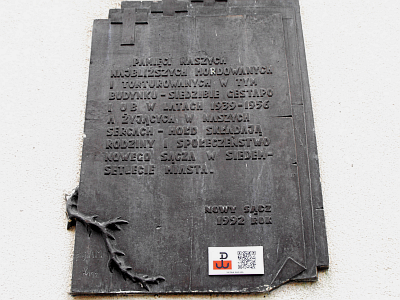 PAMIĘCI NASZYCH
NAJBLIŻSZYCH MORDOWANYCH
I TORTUROWANYCH W TYM
BUDYNKU – SIEDZIBIE GESTAPO
I U B W LATACH 1939–1956
A ŻYJĄCYCH W NASZYCH
SERCACH – HOŁD SKŁADAJĄ
RODZINY I SPOŁECZEŃSTWO
NOWEGO SĄCZA W SIEDEM-
SETLECIE MIASTA.
NOWY SĄCZ
1992 ROK